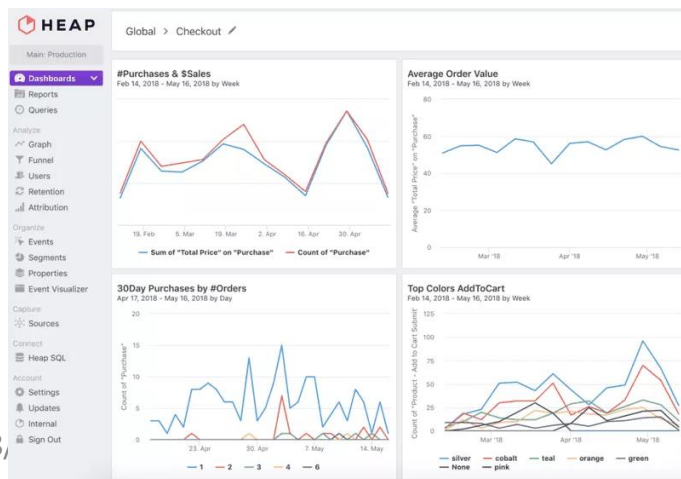 HEAP
Main: Production
Dashboards
Reports
Queries
Analyze
Graph
Funnel
Users
Retention
Attribution
Organize
Events
Segments
Properties
Event Visualizer
Capture
Sources
Connect
Heap SQL
Account
Settings
Updates
Internal
Sign Out
Global > Checkout
#Purchases & $Sales
Feb 14, 2018 - May 16, 2018 by Week
19. Feb 5. Mar 19. Mar 2. Apr 16. Apr 30. Apr
Sum of "Total Price" on "Purchase" Count of "Purchase"
Average Order Value
Feb 14, 2018 - May 16, 2018 by Week
Average "Total Price" on "Purchase"
80
60
40
20
0
Mar '18 Apr '18 May '18
30Day Purchases by #Orders
Apr 17, 2018 - May 16, 2018 by Day
Count of "Purchase"
20
15
10
5
0
23. Apr 30. Apr 7. May 14. May
1 2 3 4 6
Top Colors AddToCart
Feb 14, 2018 - May 16, 2018 by Week
Count of "Product - Add to Cart Submit"
125
100
75
50
25
0
Mar '18 Apr '18 May '18
silver cobalt teal orange green
None pink